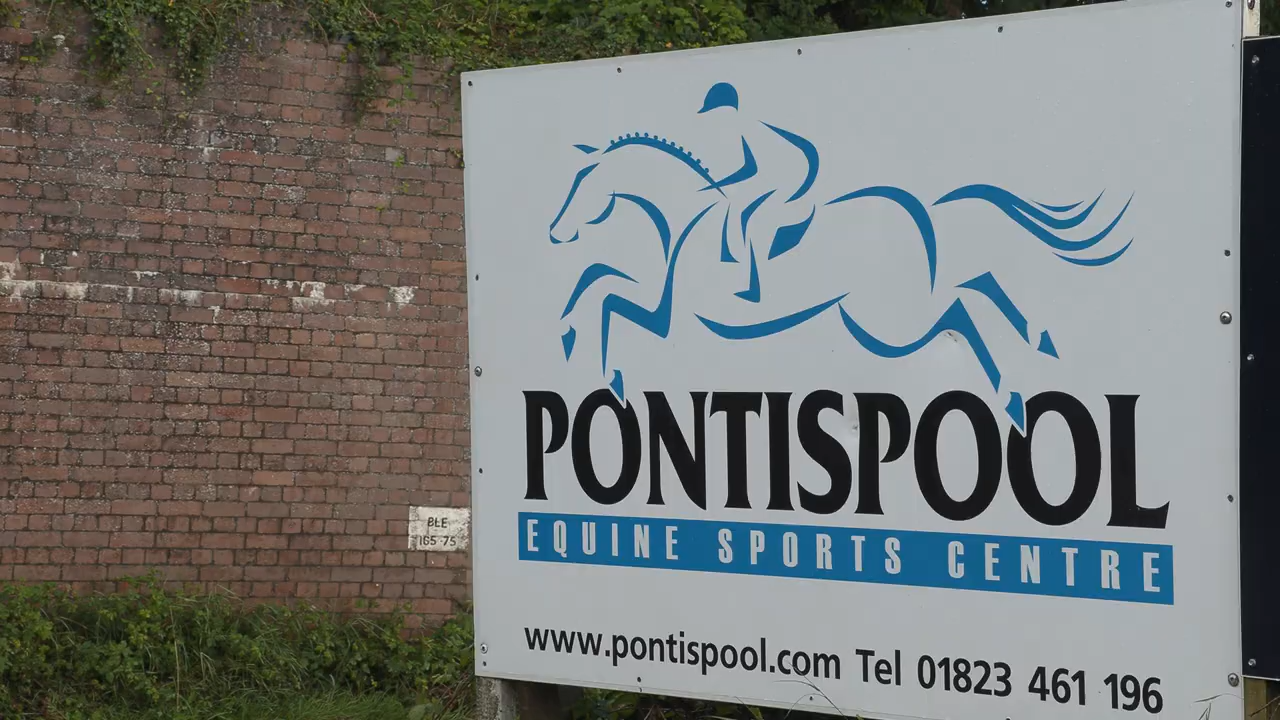 PONTISPOOL
EQUINE SPORTS CENTRE
www.pontispool.com Tel 01823 461 196
BLE
165 75